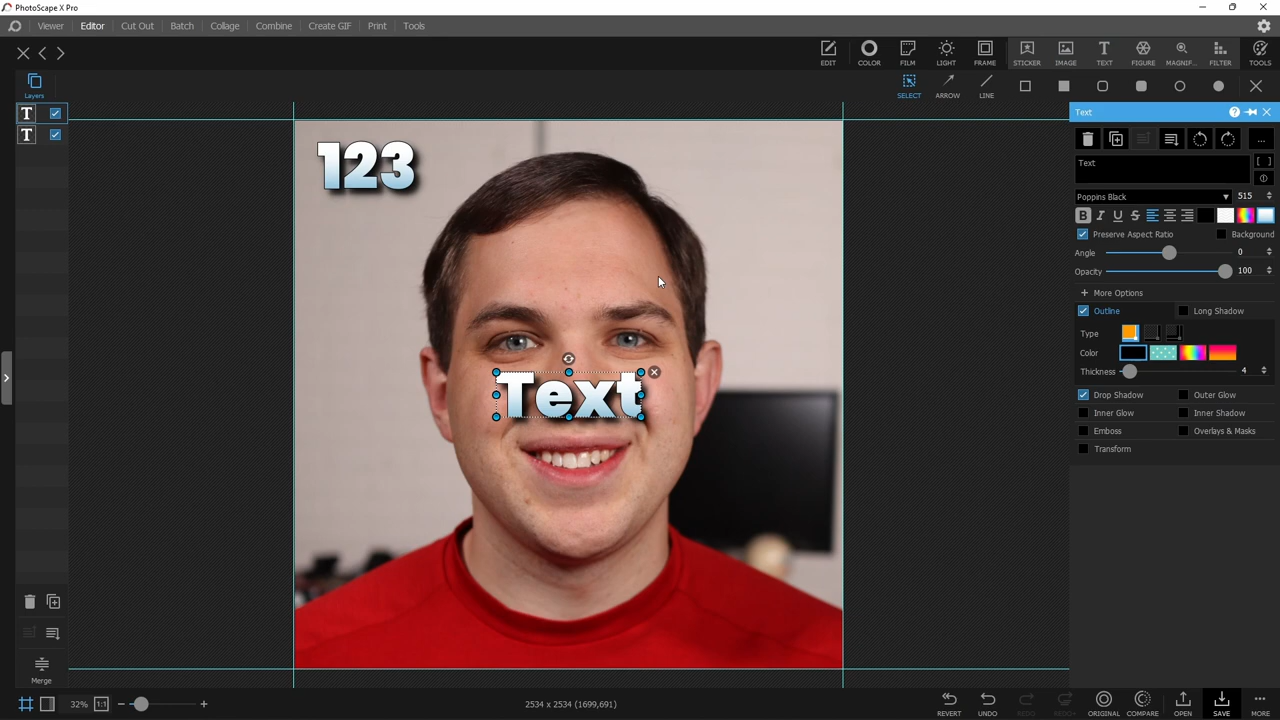 PhotoScape X Pro
Viewer Editor Cut Out Batch Collage Combine Create GIF Print Tools
EDIT COLOR FILM LIGHT FRAME STICKER IMAGE TEXT FIGURE MAGNIF... FILTER TOOLS
Layers
SELECT ARROW LINE
T
T
Text
...
Text
Poppins Black 515
B I U S
Preserve Aspect Ratio Background
Angle 0
Opacity 100
+ More Options
Outline Long Shadow
Type
Color
Thickness 4
Drop Shadow Outer Glow
Inner Glow Inner Shadow
Emboss Overlays & Masks
Transform
123
Text
Merge
32% 1:1 2534 x 2534 (1699,691)
REVERT UNDO REDO REDO+ ORIGINAL COMPARE OPEN SAVE MORE